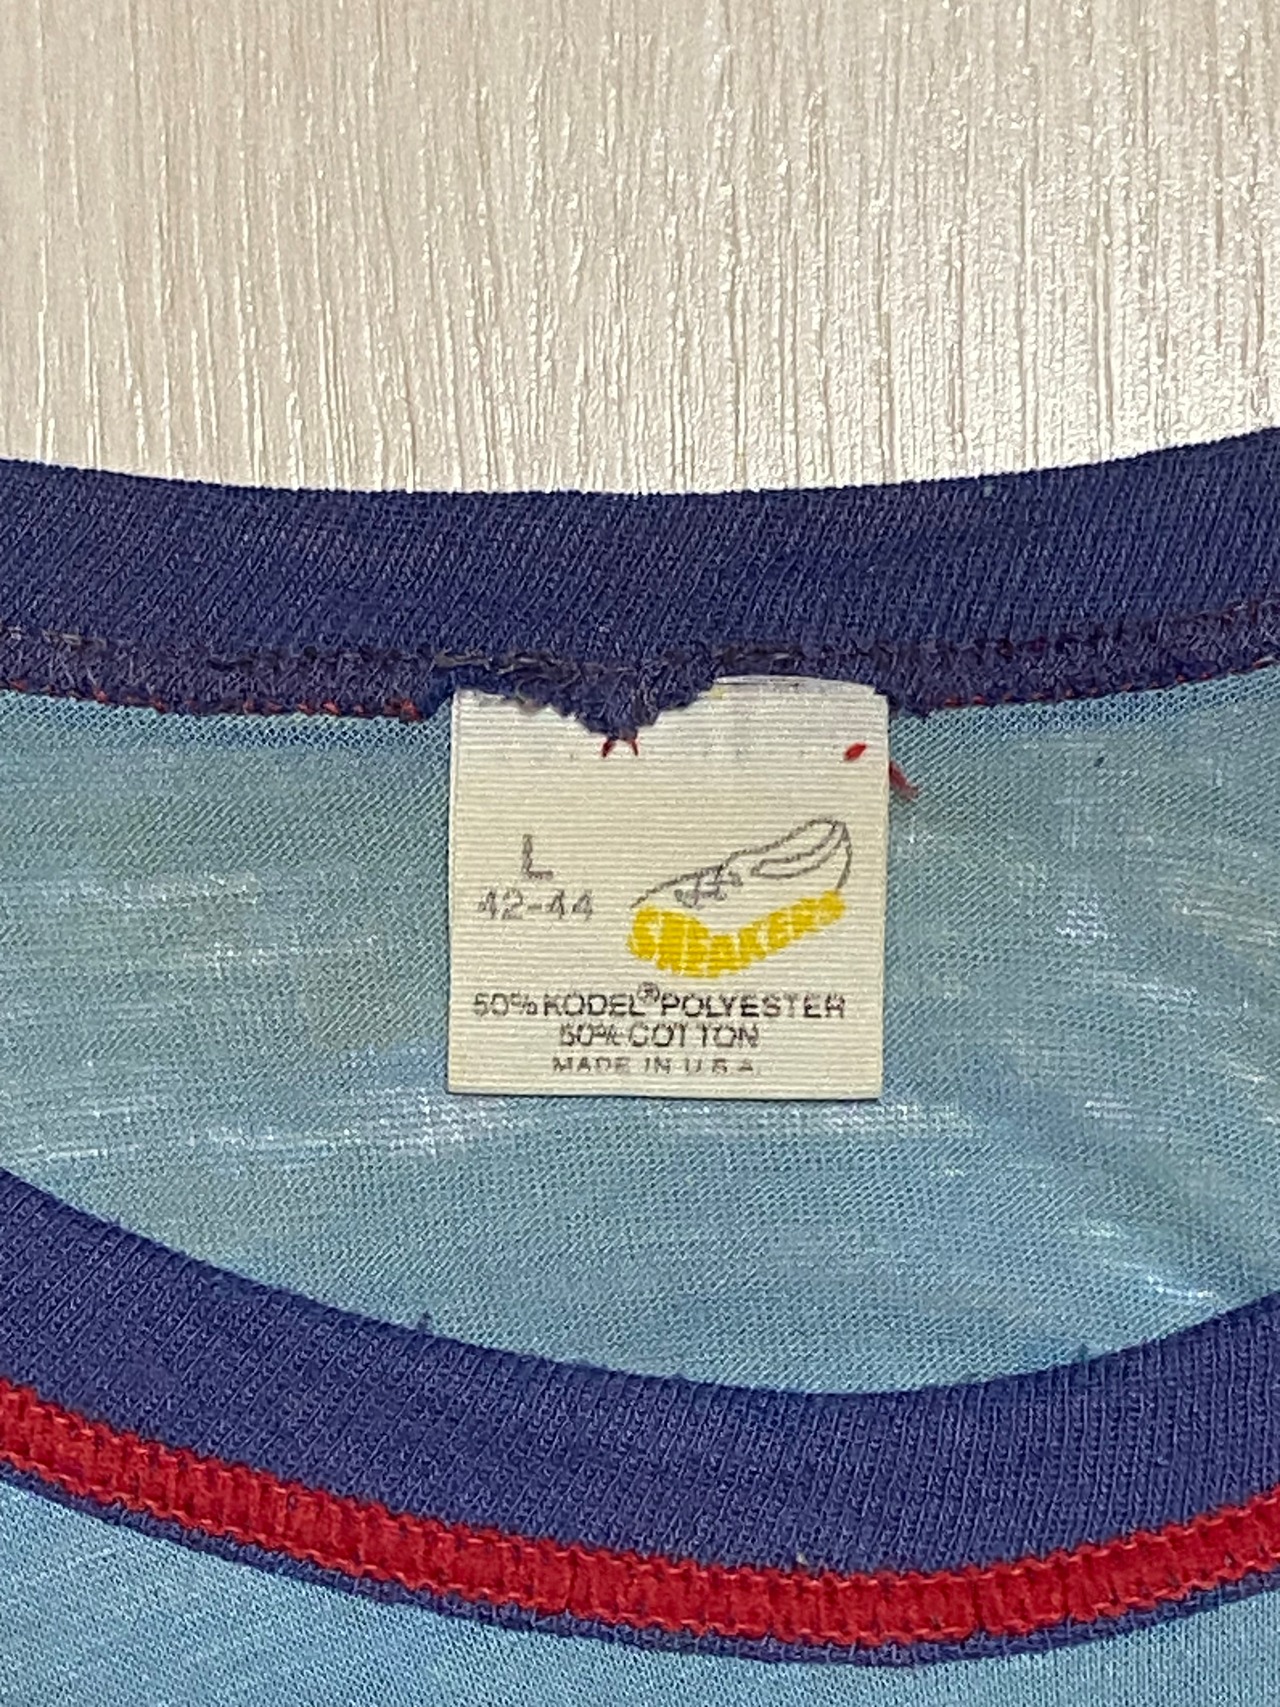 L
42-44
SNEAKERS
50% KODEL® POLYESTER
50% COTTON
MADE IN U.S.A.